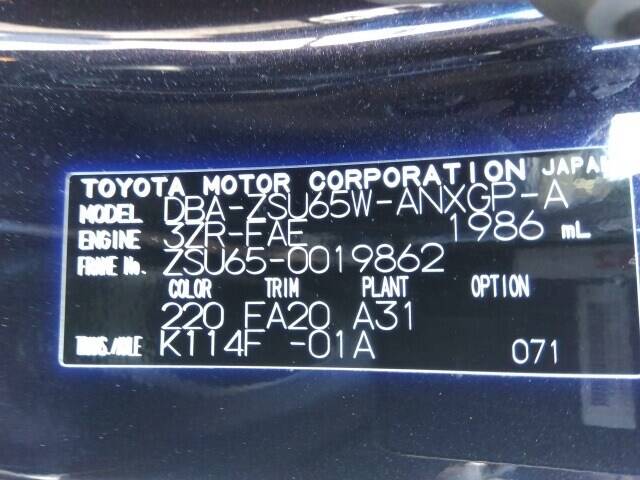 TOYOTA MOTOR CORPORATION JAPAN
MODEL DBA-ZSU65W-ANXGP-A
ENGINE 3ZR-FAE 1986 mL
FRAME No. ZSU65-0019862
COLOR TRIM PLANT OPTION
220 FA20 A31
TRANS./AXLE K114F -01A 071